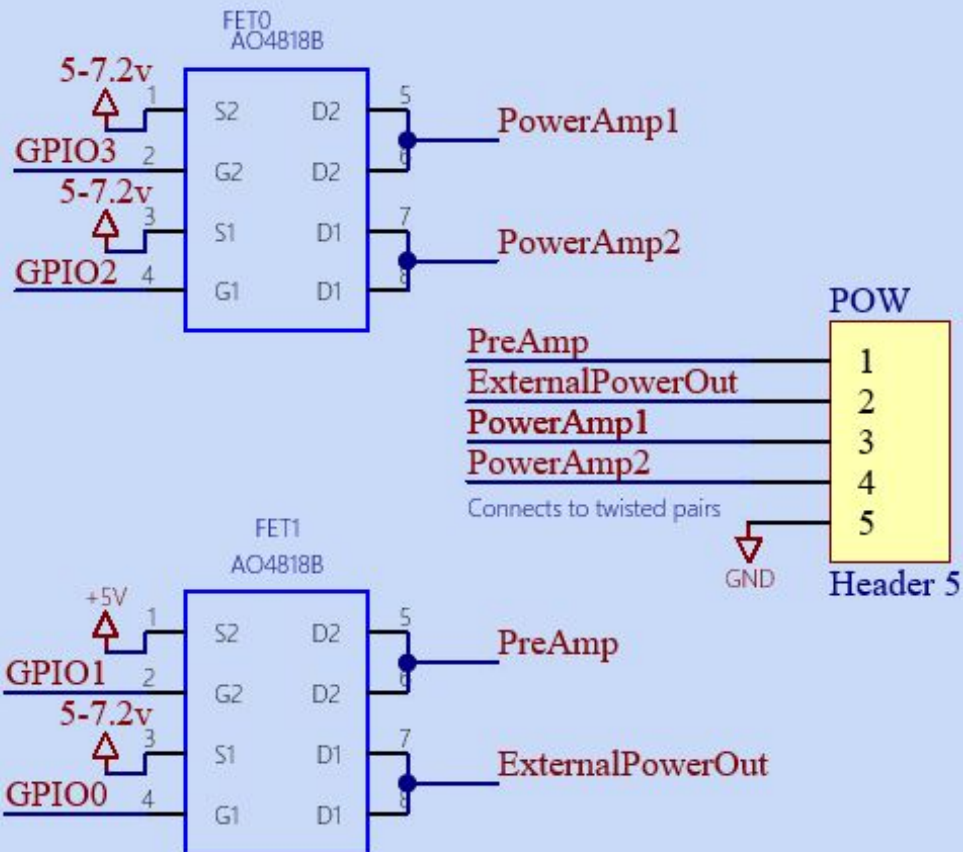 FET0
AO4818B
5-7.2v
1 S2 D2 5
PowerAmp1
GPIO3 2 G2 D2 6
5-7.2v
3 S1 D1 7
PowerAmp2
GPIO2 4 G1 D1 8
POW
PreAmp 1
ExternalPowerOut 2
PowerAmp1 3
PowerAmp2 4
Connects to twisted pairs 5
GND
Header 5
FET1
AO4818B
+5V
1 S2 D2 5
PreAmp
GPIO1 2 G2 D2 6
5-7.2v
3 S1 D1 7
ExternalPowerOut
GPIO0 4 G1 D1 8